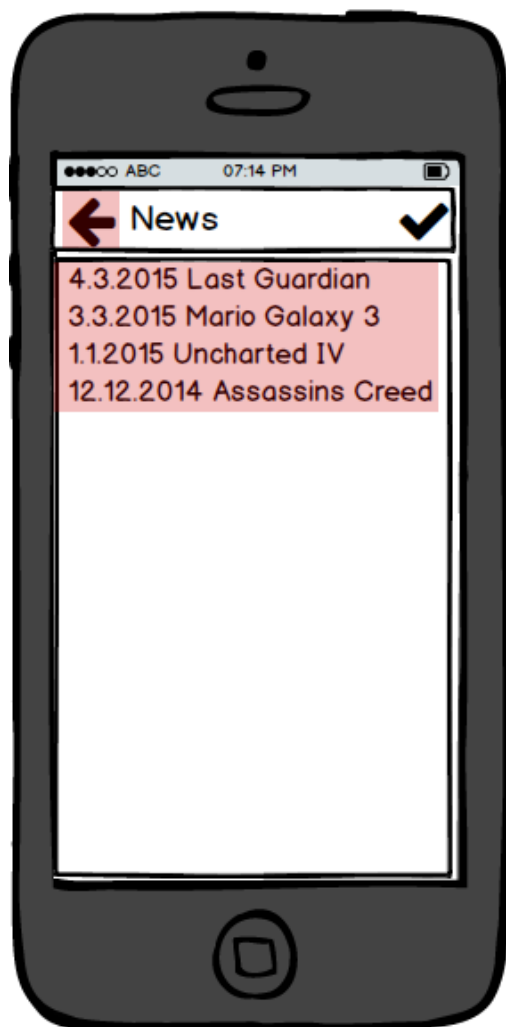 ABC 07:14 PM
News
4.3.2015 Last Guardian
3.3.2015 Mario Galaxy 3
1.1.2015 Uncharted IV
12.12.2014 Assassins Creed